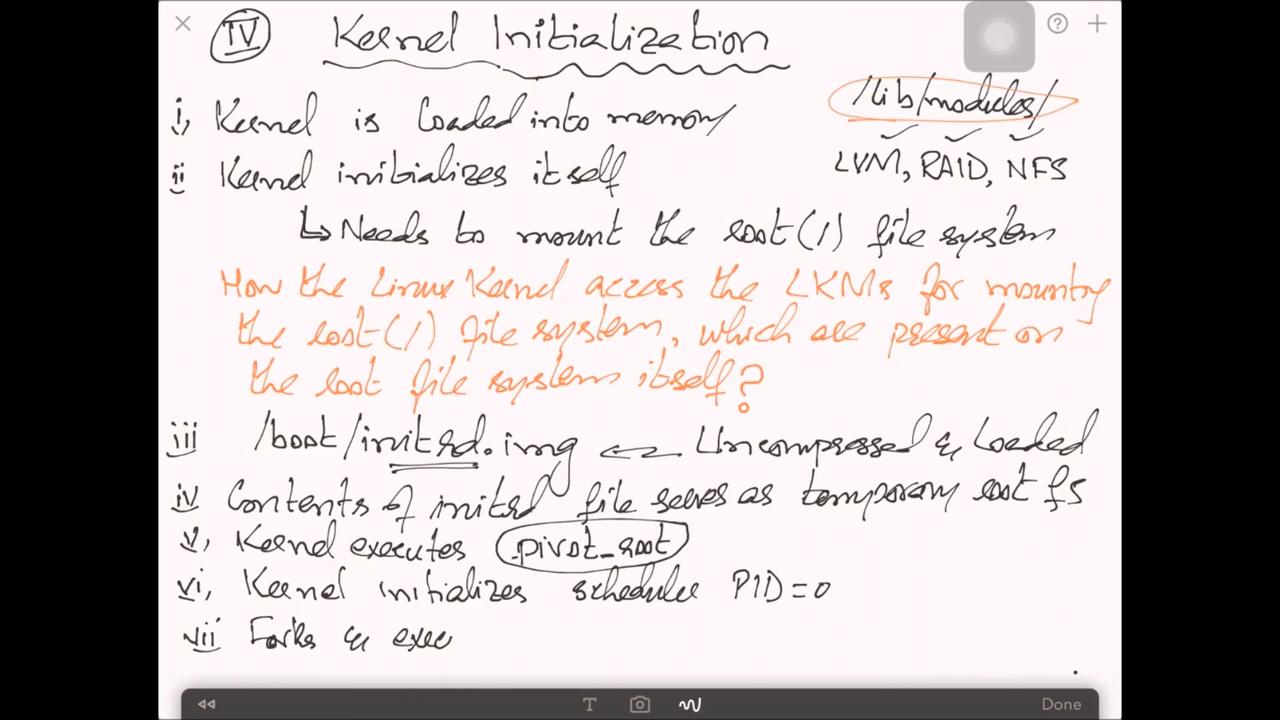 IV Kernel Initialization
/lib/modules/
i, Kernel is Loaded into memory
ii Kernel initializes itself
LVM, RAID, NFS
↳ Needs to mount the root(/) file system
How the Linux Kernel access the LKMs for mounting
the root(/) file system, which are present on
the root file system itself?
iii /boot/initrd.img ← Uncompressed & Loaded
iv Contents of initrd file serves as temporary root fs
v, Kernel executes pivot_root
vi, Kernel initializes scheduler PID=0
vii Forks & exec
T
Done